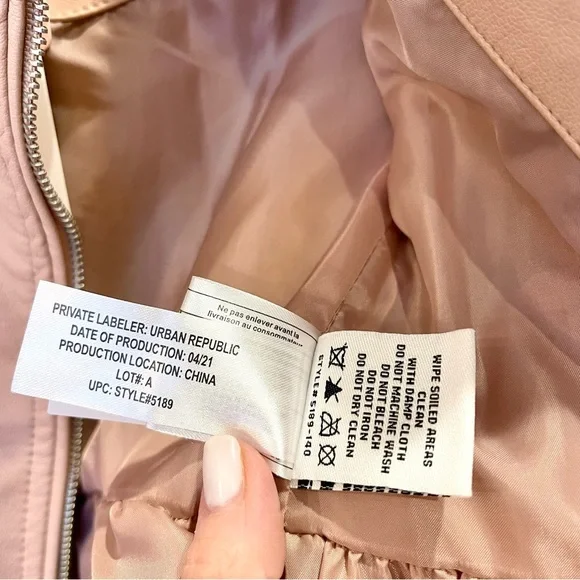 PRIVATE LABELER: URBAN REPUBLIC
DATE OF PRODUCTION: 04/21
PRODUCTION LOCATION: CHINA
LOT#: A
UPC: STYLE#5189
Ne pas enlever avant la
livraison au consommateur
WIPE SOILED AREAS
WITH DAMP CLOTH
CLEAN
DO NOT MACHINE WASH
DO NOT BLEACH
DO NOT IRON
DO NOT DRY CLEAN
STYLE# 5189-140